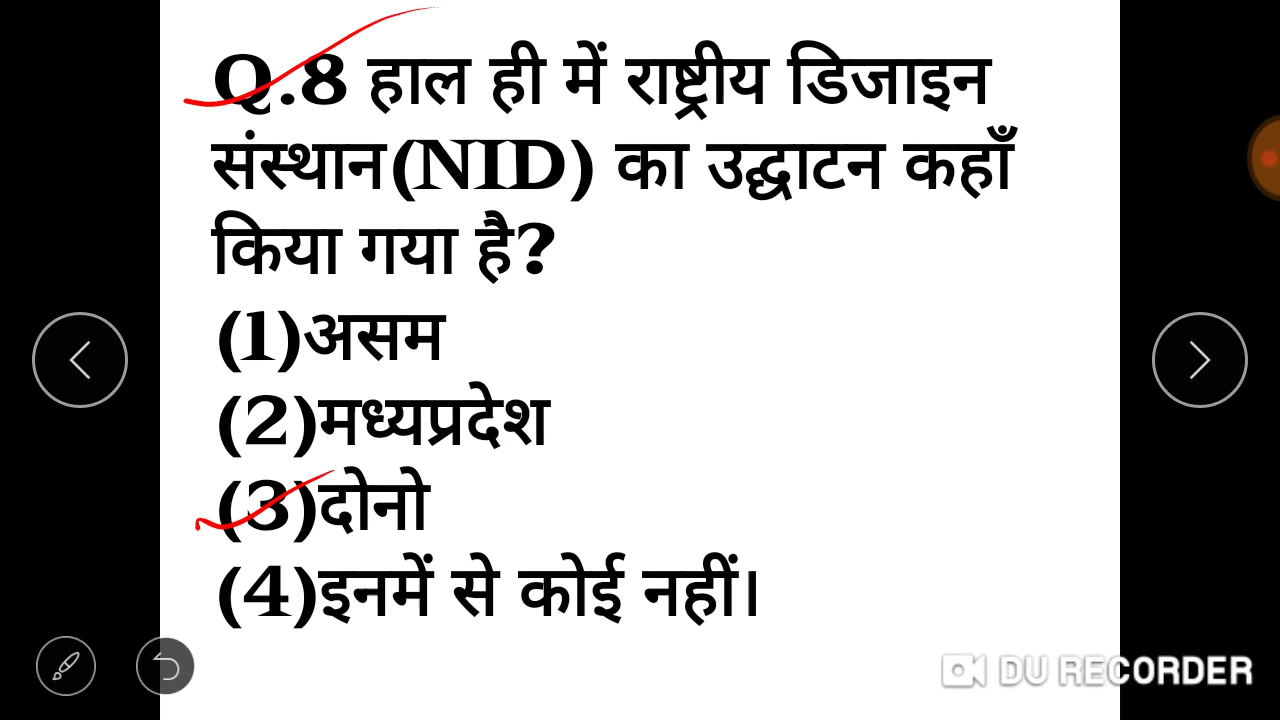 Q.8 हाल ही में राष्ट्रीय डिजाइन
संस्थान(NID) का उद्घाटन कहाँ
किया गया है?
(1)असम
(2)मध्यप्रदेश
(3)दोनो
(4)इनमें से कोई नहीं।
DU RECORDER